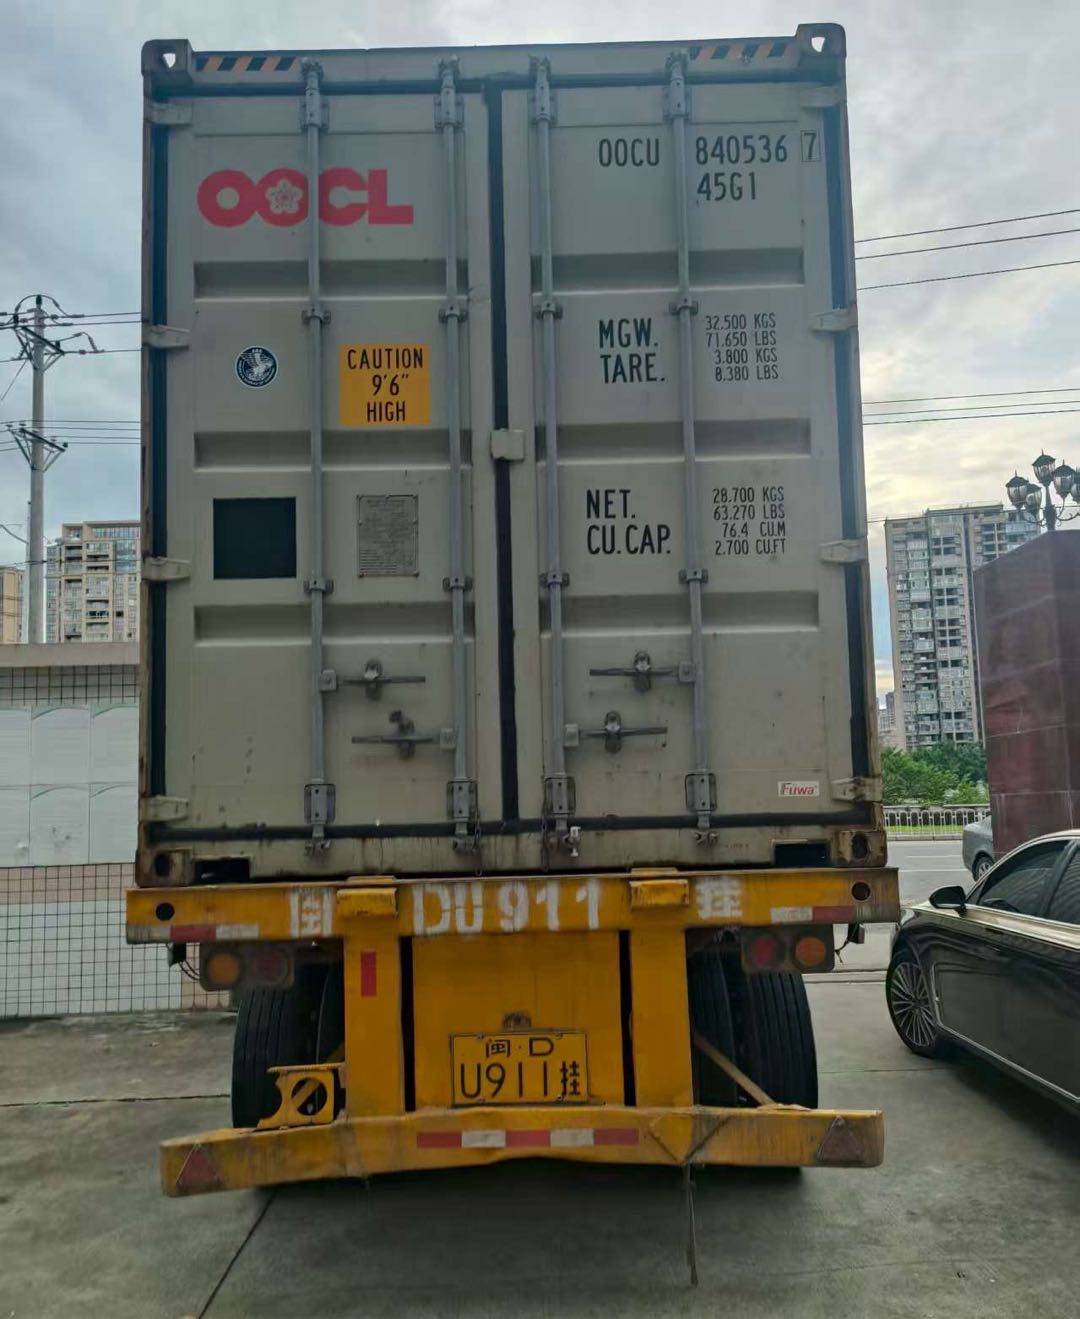 OOCU 840536 7
45G1
OOCL
MGW. 32.500 KGS
71.650 LBS
TARE. 3.800 KGS
8.380 LBS
CAUTION
9'6"
HIGH
NET. 28.700 KGS
63.270 LBS
CU.CAP. 76.4 CU.M
2.700 CU.FT
Fuwa
闽 DU911 挂
闽·D
U911挂